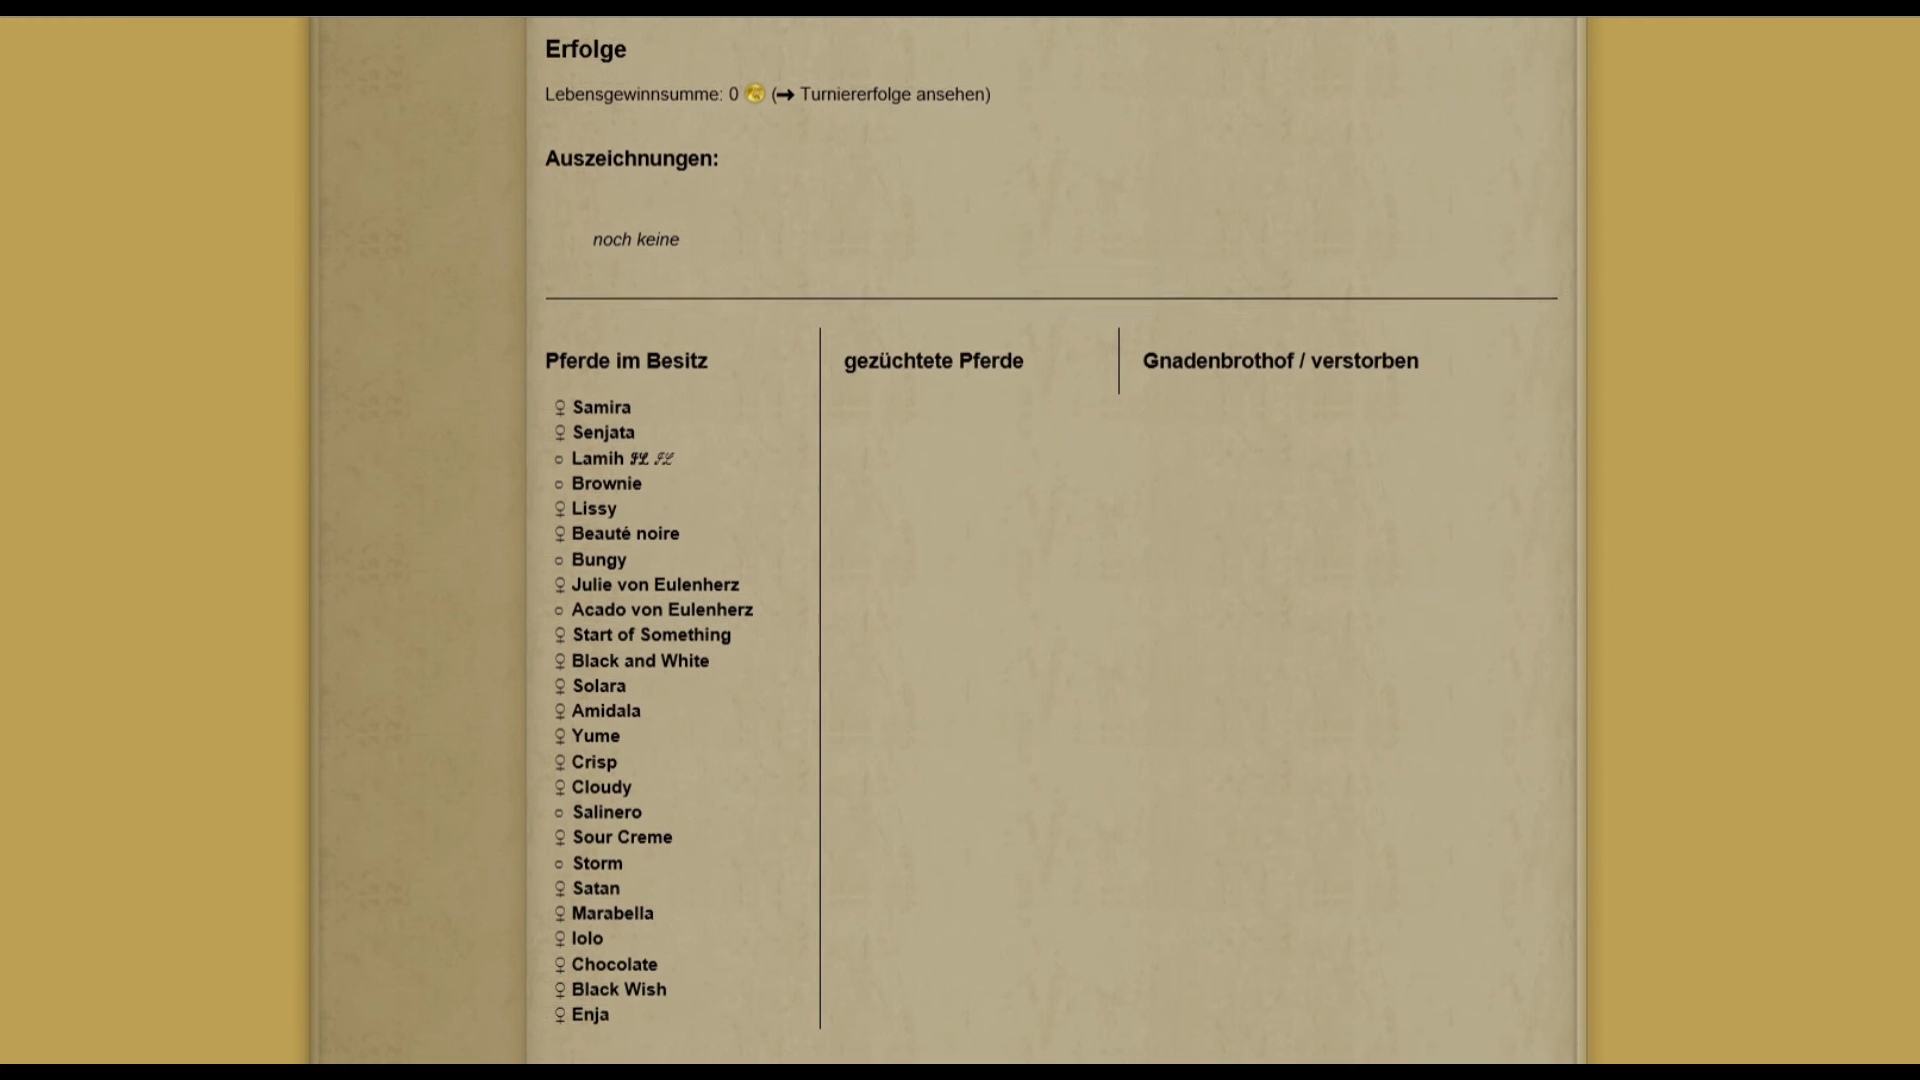 Erfolge
Lebensgewinnsumme: 0 (➞ Turniererfolge ansehen)
Auszeichnungen:
noch keine
Pferde im Besitz
♀ Samira
♀ Senjata
○ Lamih ℐℒ ℐℒ
○ Brownie
♀ Lissy
♀ Beauté noire
○ Bungy
♀ Julie von Eulenherz
○ Acado von Eulenherz
♀ Start of Something
♀ Black and White
♀ Solara
♀ Amidala
♀ Yume
♀ Crisp
♀ Cloudy
○ Salinero
♀ Sour Creme
○ Storm
♀ Satan
♀ Marabella
♀ Iolo
♀ Chocolate
♀ Black Wish
♀ Enja
gezüchtete Pferde
Gnadenbrothof / verstorben